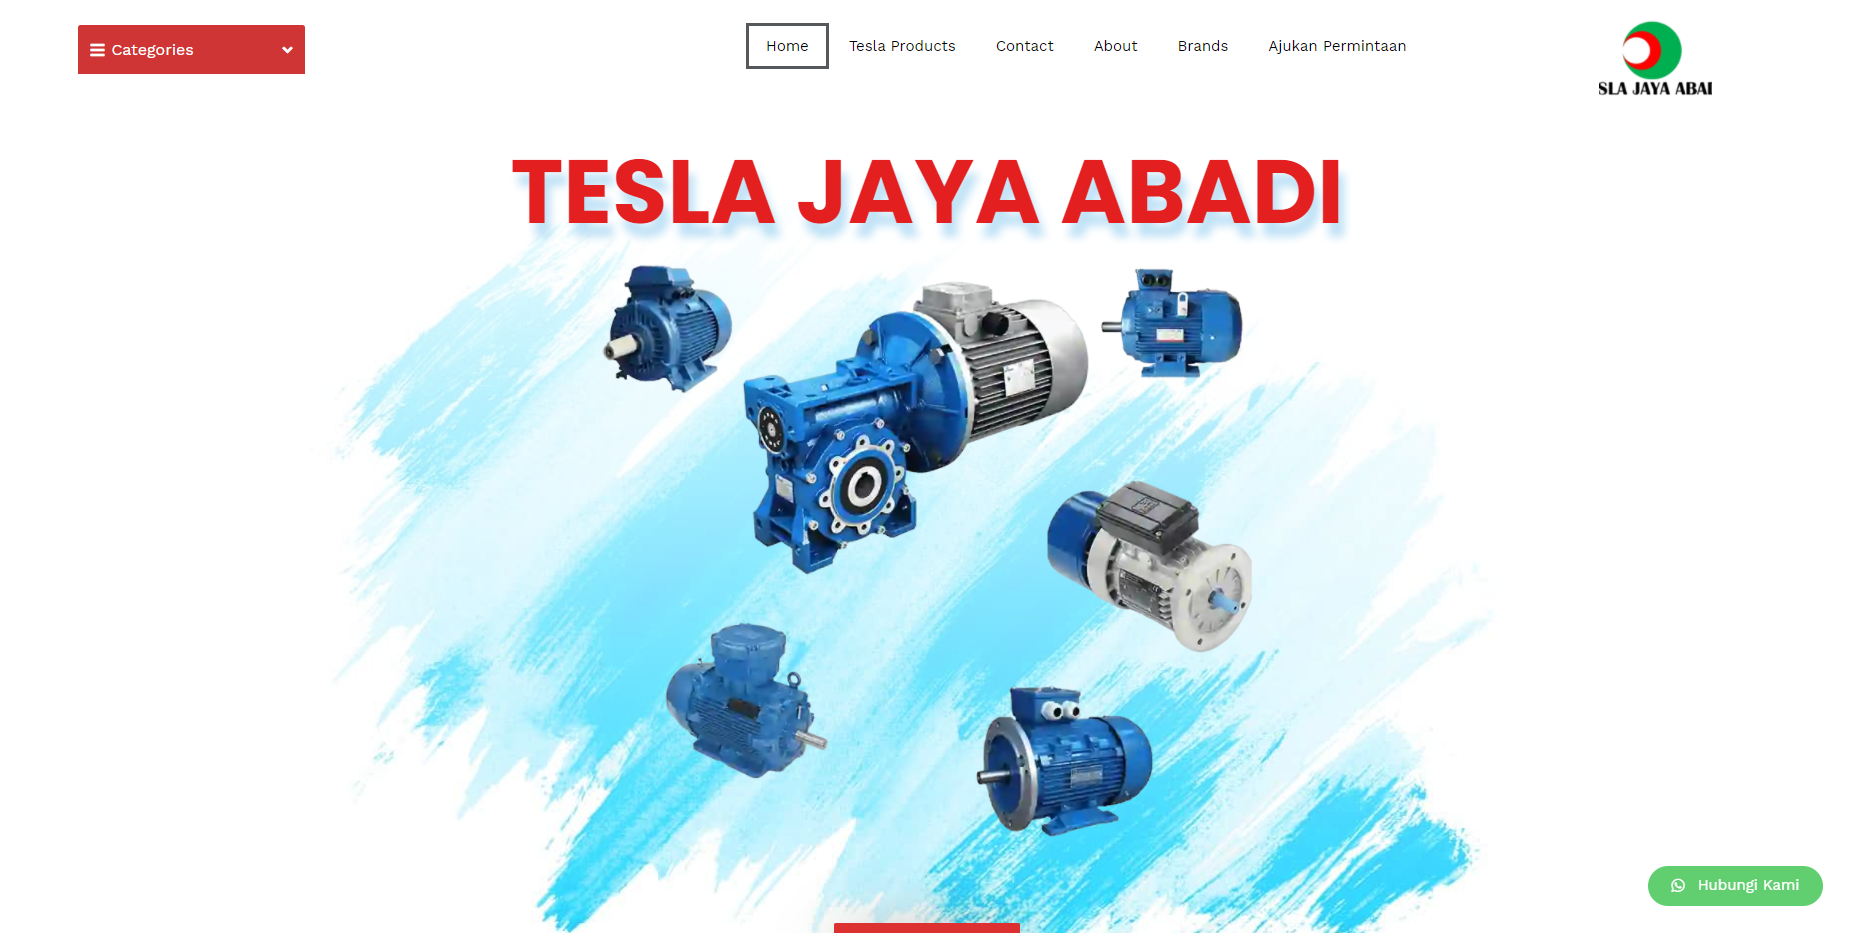 Categories
Home
Tesla Products
Contact
About
Brands
Ajukan Permintaan
SLA JAYA ABAI
TESLA JAYA ABADI
Hubungi Kami